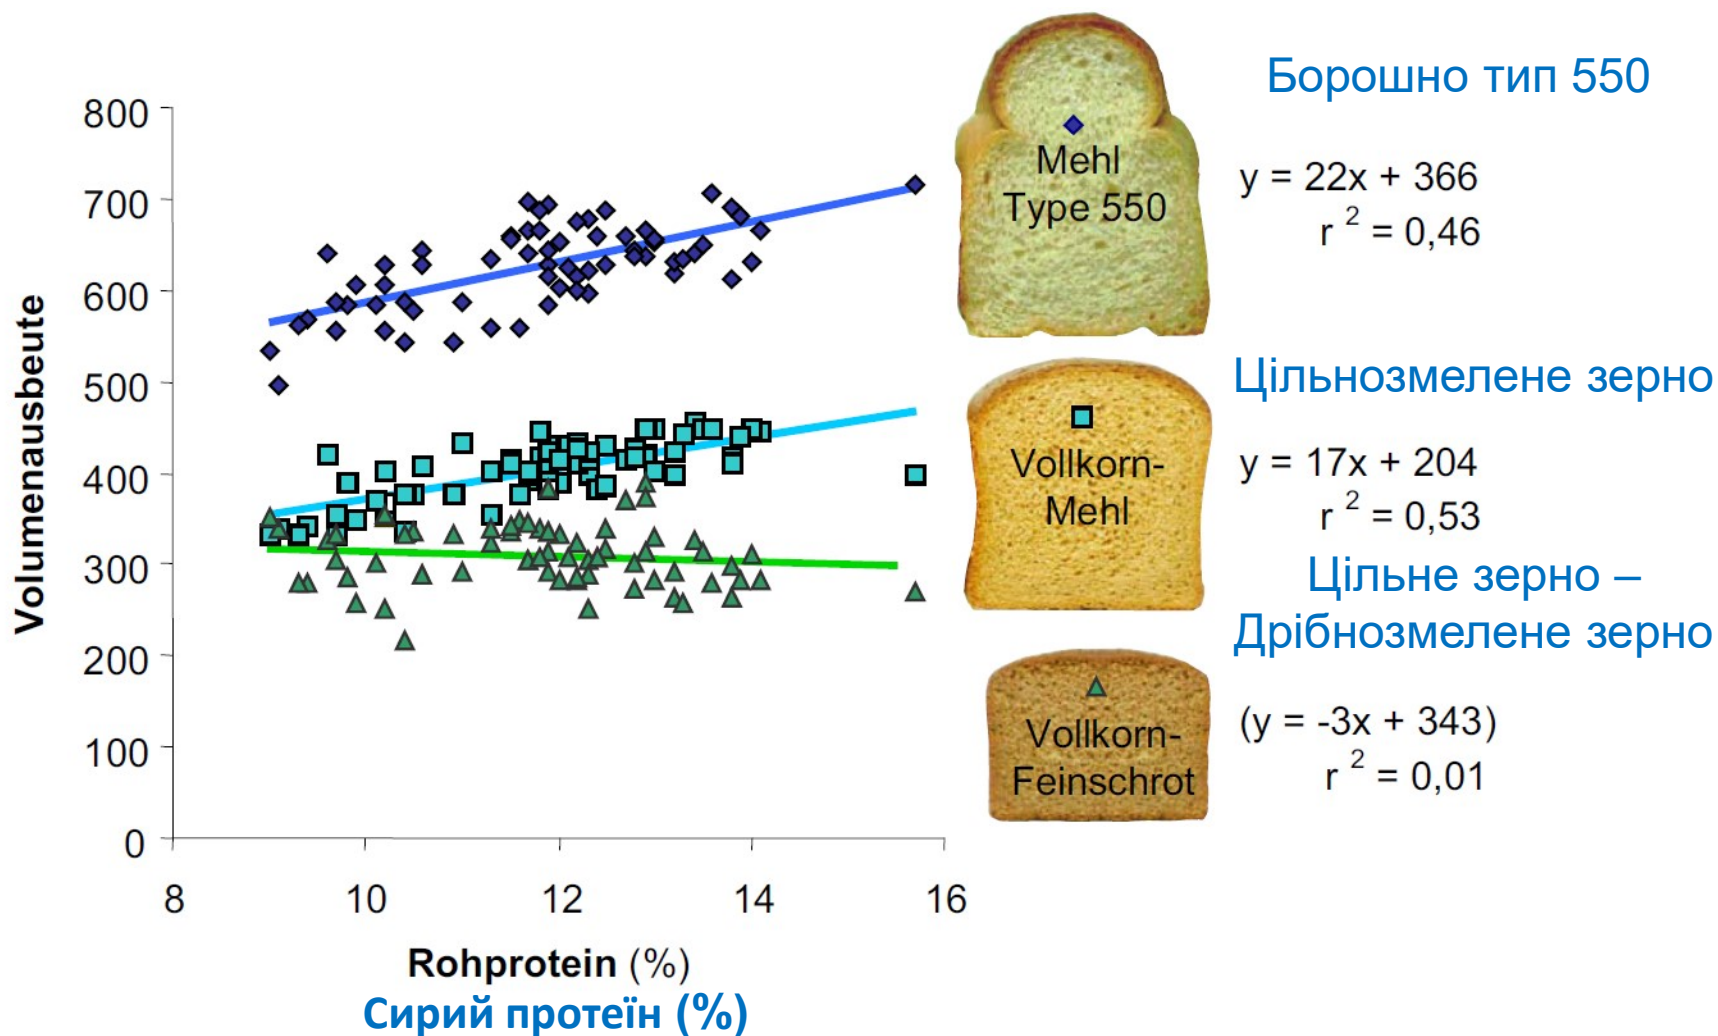 Борошно тип 550
800
700
600
500
400
300
200
100
0
Volumenausbeute
8 10 12 14 16
Rohprotein (%)
Сирий протеїн (%)
Mehl
Type 550
y = 22x + 366
r ² = 0,46
Цільнозмелене зерно
Vollkorn-
Mehl
y = 17x + 204
r ² = 0,53
Цільне зерно –
Дрібнозмелене зерно
Vollkorn-
Feinschrot
(y = -3x + 343)
r ² = 0,01